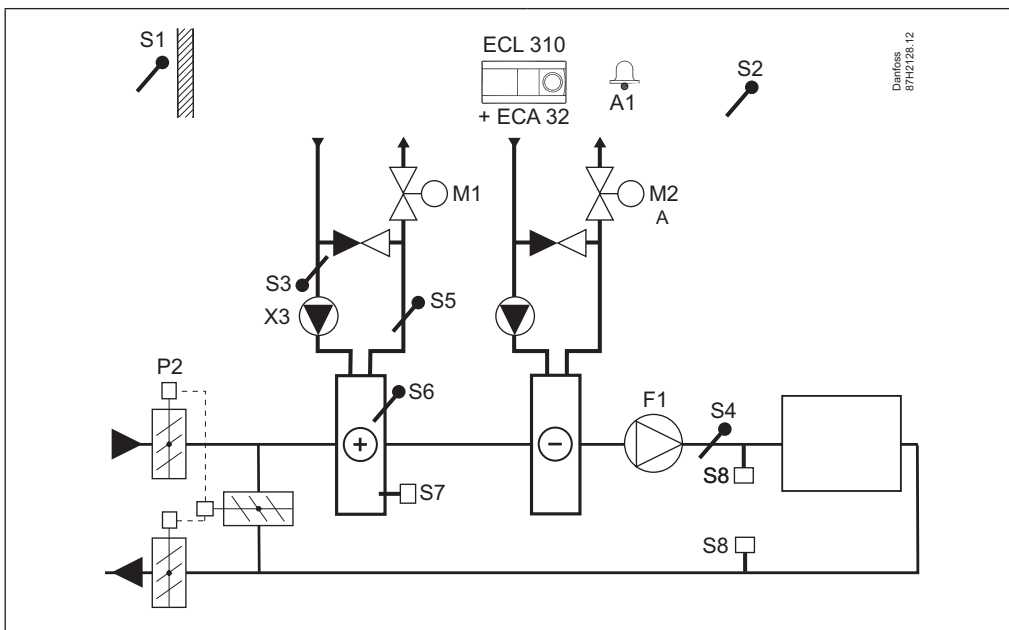 S1
ECL 310
+ ECA 32
A1
S2
Danfoss
87H2128.12
M1
M2
A
S3
X3
S5
P2
S6
F1
S4
S8
S7
S8